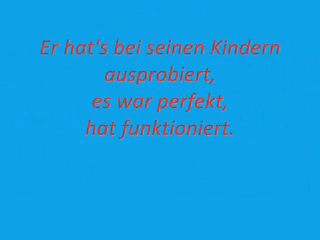 Er hat's bei seinen Kindern
ausprobiert,
es war perfekt,
hat funktioniert.